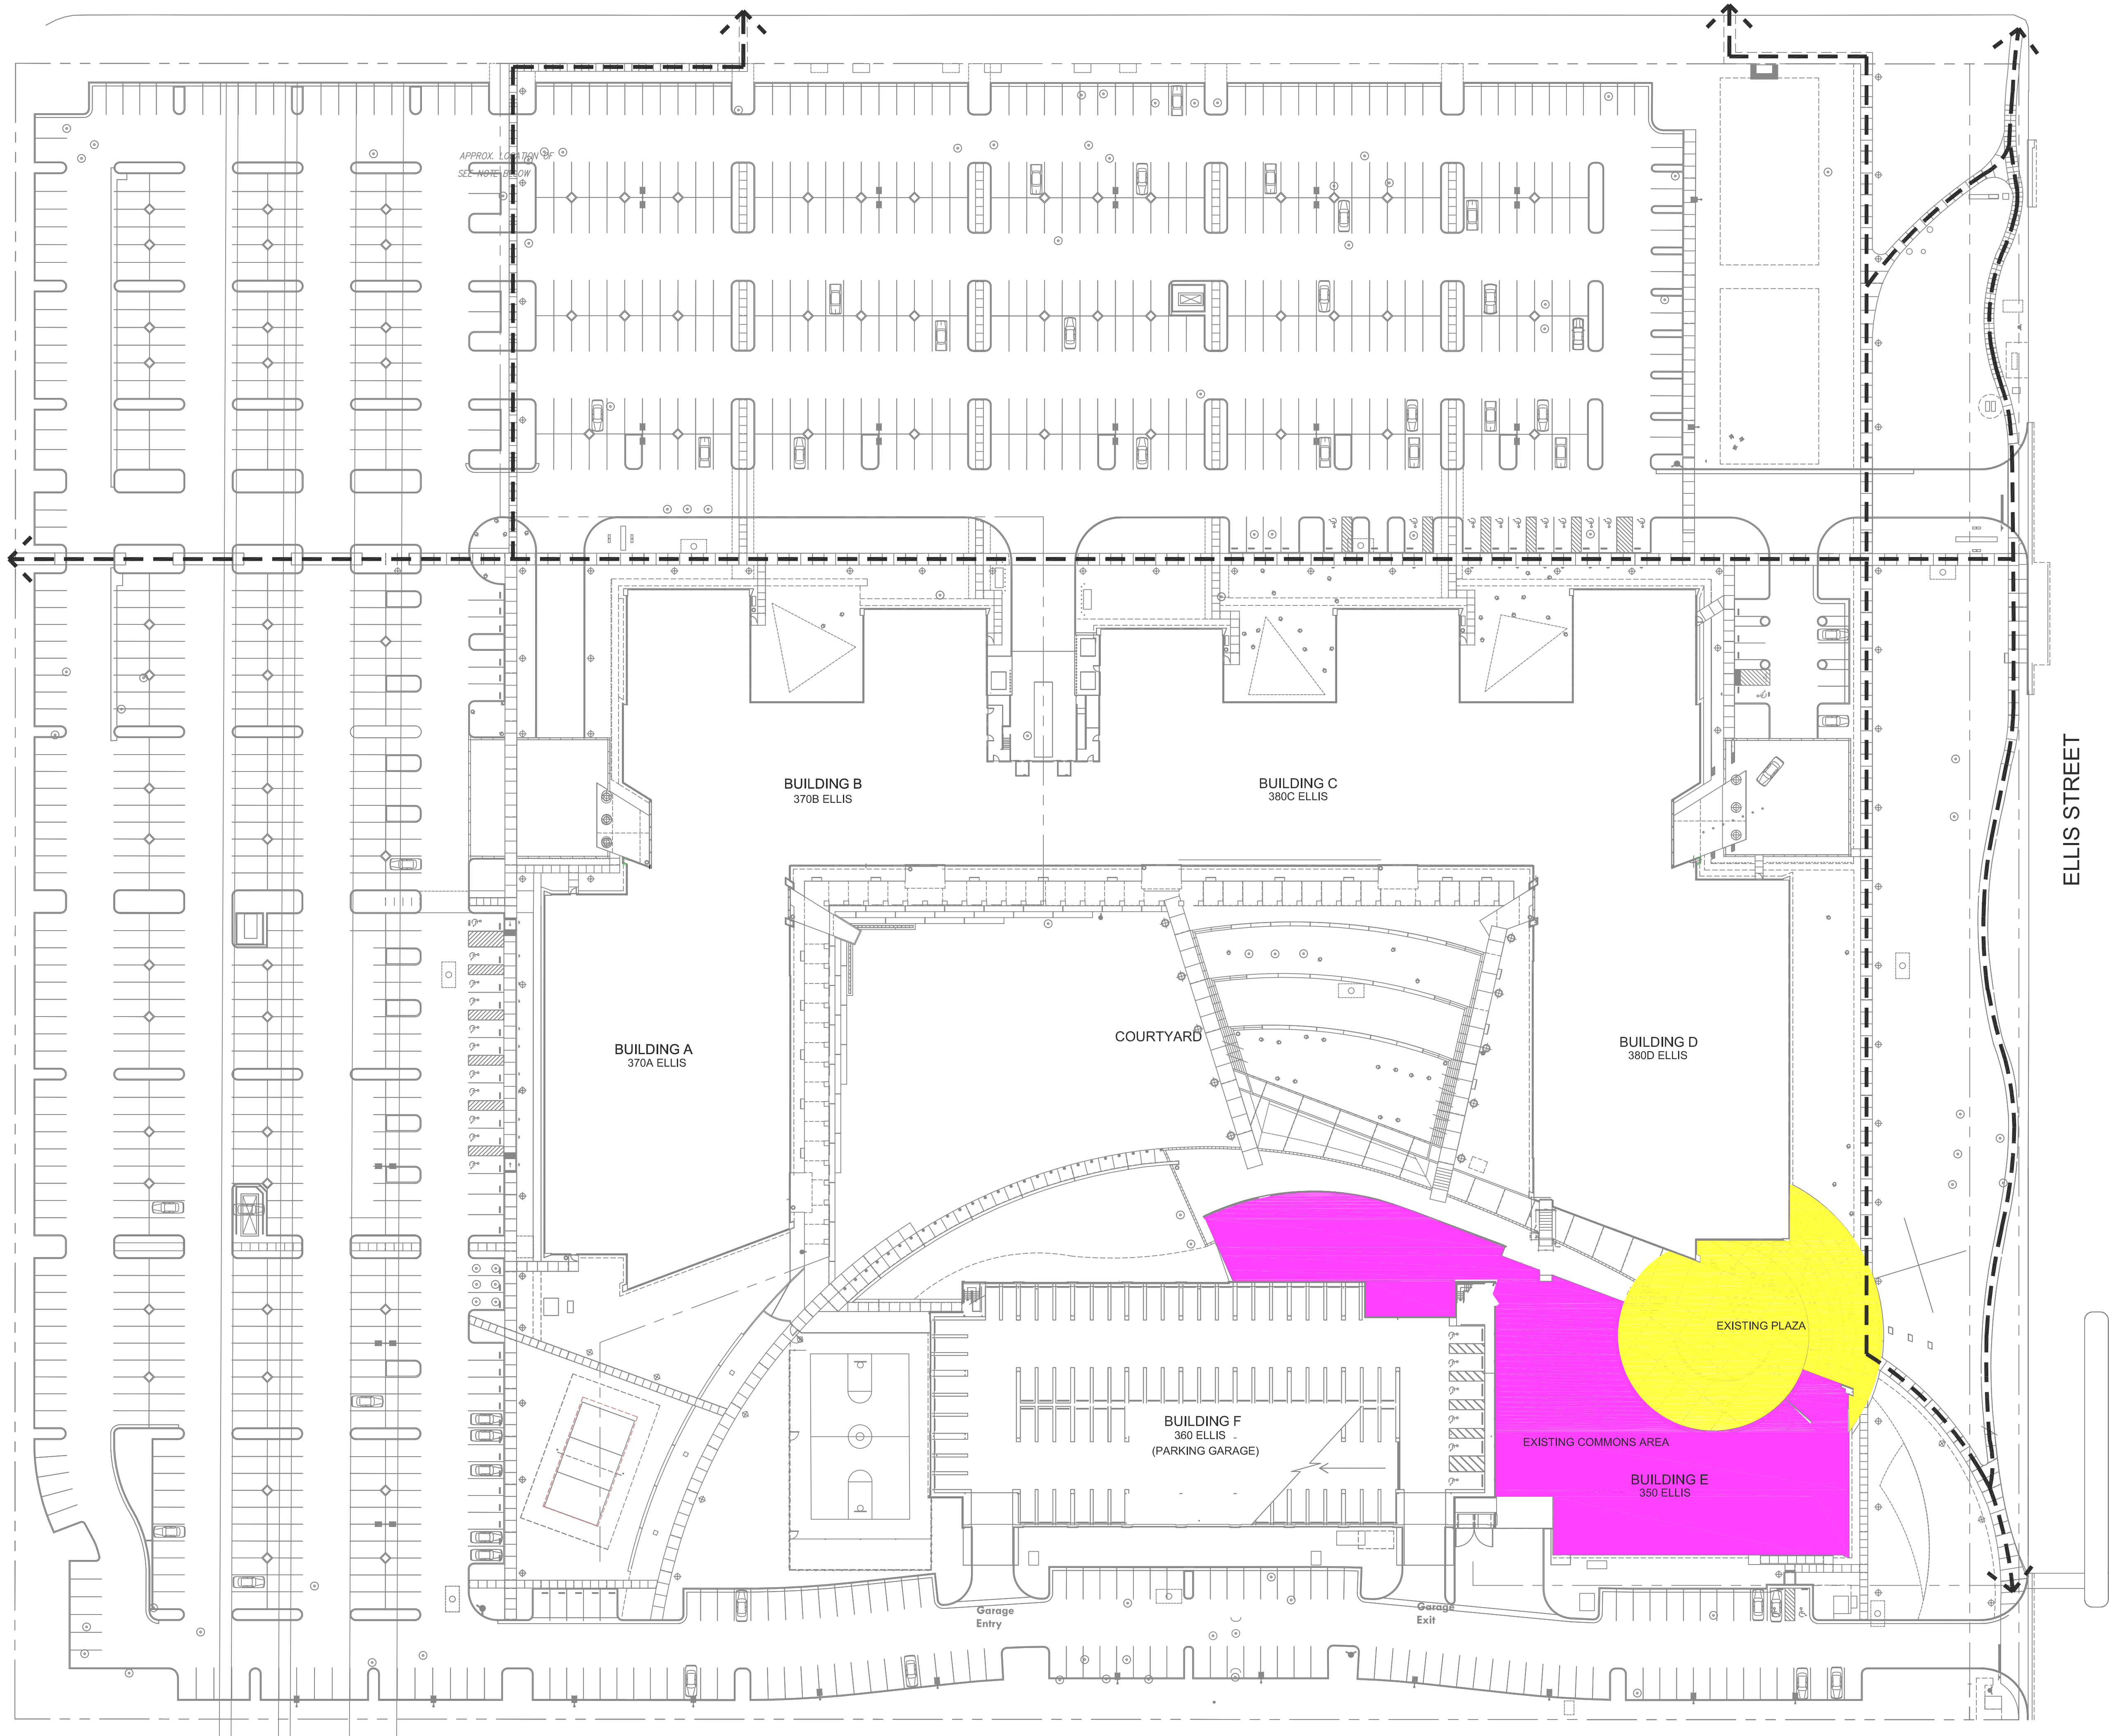 APPROX. LOCATION OF
SEE NOTE BELOW
ELLIS STREET
BUILDING B
370B ELLIS
BUILDING C
380C ELLIS
BUILDING A
370A ELLIS
COURTYARD
BUILDING D
380D ELLIS
EXISTING PLAZA
BUILDING F
360 ELLIS
(PARKING GARAGE)
EXISTING COMMONS AREA
BUILDING E
350 ELLIS
Garage
Entry
Garage
Exit